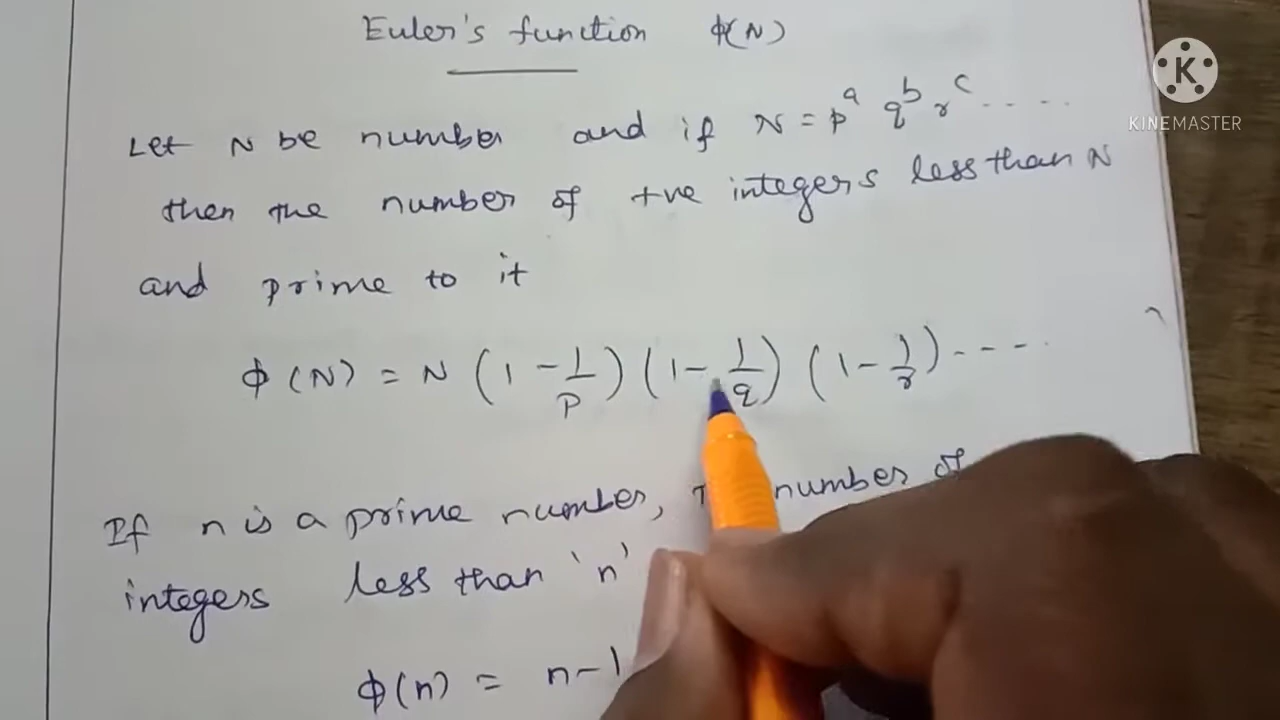 Euler's function ϕ(N)
K
KINEMASTER
Let N be number and if N = p^a q^b r^c .....
then the number of +ve integers less than N
and prime to it
ϕ(N) = N (1 - 1/p) (1 - 1/q) (1 - 1/r) ----
If n is a prime number, number of
integers less than 'n'
ϕ(n) = n-1